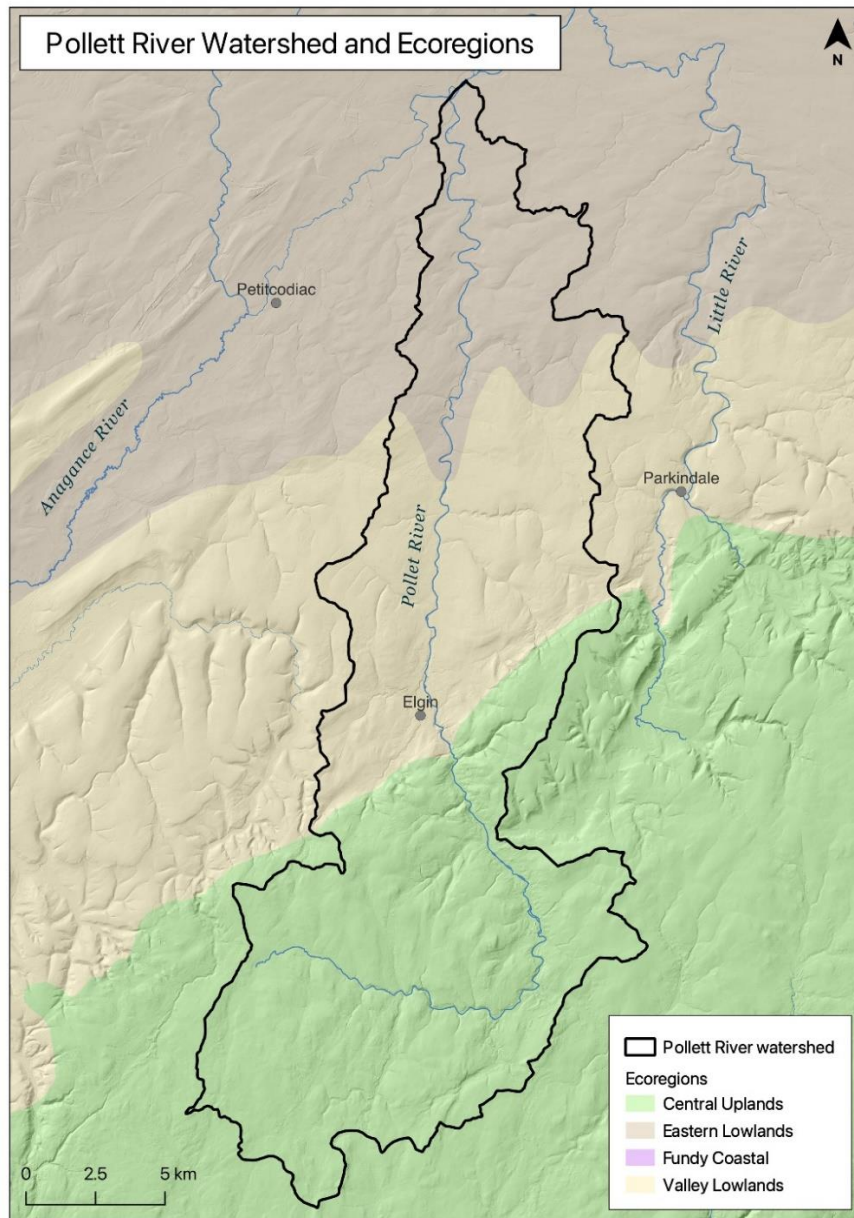 Pollett River Watershed and Ecoregions
N
Petitcodiac
Little River
Anagance River
Parkindale
Pollet River
Elgin
Pollett River watershed
Ecoregions
Central Uplands
Eastern Lowlands
Fundy Coastal
Valley Lowlands
0 2.5 5 km